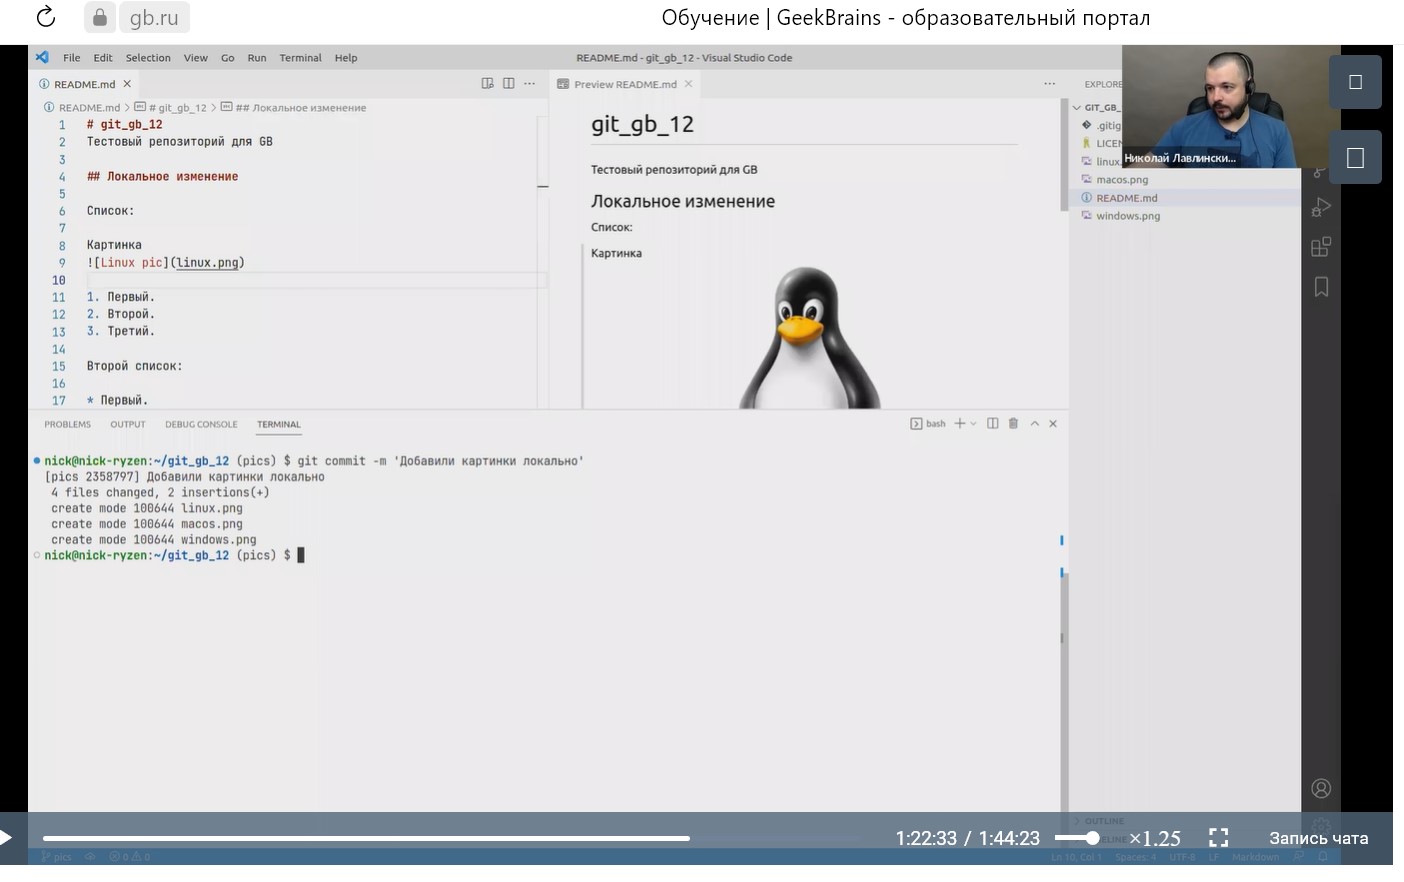 gb.ru
Обучение | GeekBrains - образовательный портал
File Edit Selection View Go Run Terminal Help
README.md - git_gb_12 - Visual Studio Code
README.md
Preview README.md
README.md > # git_gb_12 > ## Локальное изменение
1 # git_gb_12
2 Тестовый репозиторий для GB
3
4 ## Локальное изменение
5
6 Список:
7
8 Картинка
9 ![Linux pic](linux.png)
10
11 1. Первый.
12 2. Второй.
13 3. Третий.
14
15 Второй список:
16
17 * Первый.
git_gb_12
Тестовый репозиторий для GB
Локальное изменение
Список:
Картинка
EXPLORE
GIT_GB_
.gitig
LICEN
linux.
macos.png
README.md
windows.png
Николай Лавлински...
PROBLEMS OUTPUT DEBUG CONSOLE TERMINAL
bash
nick@nick-ryzen:~/git_gb_12 (pics) $ git commit -m 'Добавили картинки локально'
[pics 2358797] Добавили картинки локально
4 files changed, 2 insertions(+)
create mode 100644 linux.png
create mode 100644 macos.png
create mode 100644 windows.png
nick@nick-ryzen:~/git_gb_12 (pics) $
OUTLINE
1:22:33 / 1:44:23
×1.25
Запись чата
pics
0 0
Ln 10, Col 1 Spaces: 4 UTF-8 LF Markdown